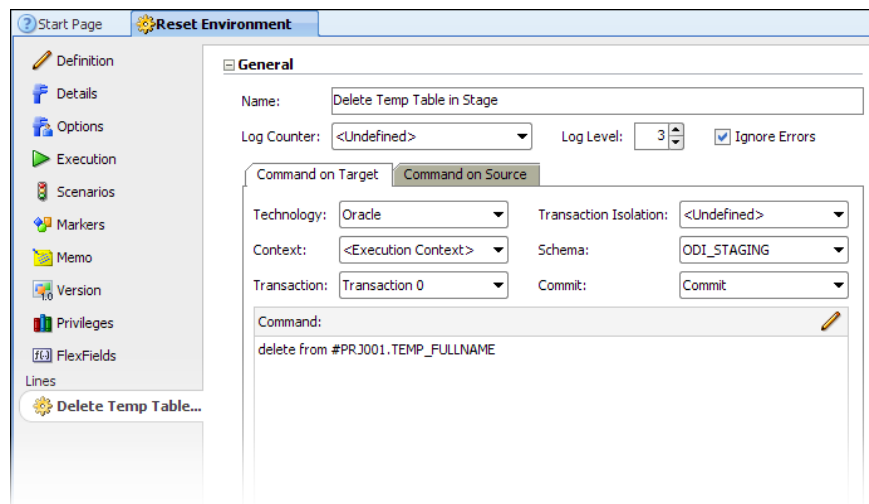 Start Page
Reset Environment
Definition
Details
Options
Execution
Scenarios
Markers
Memo
1.0
Version
Privileges
f(x) FlexFields
Lines
Delete Temp Table...
General
Name: Delete Temp Table in Stage
Log Counter: <Undefined> Log Level: 3 Ignore Errors
Command on Target Command on Source
Technology: Oracle Transaction Isolation: <Undefined>
Context: <Execution Context> Schema: ODI_STAGING
Transaction: Transaction 0 Commit: Commit
Command:
delete from #PRJ001.TEMP_FULLNAME